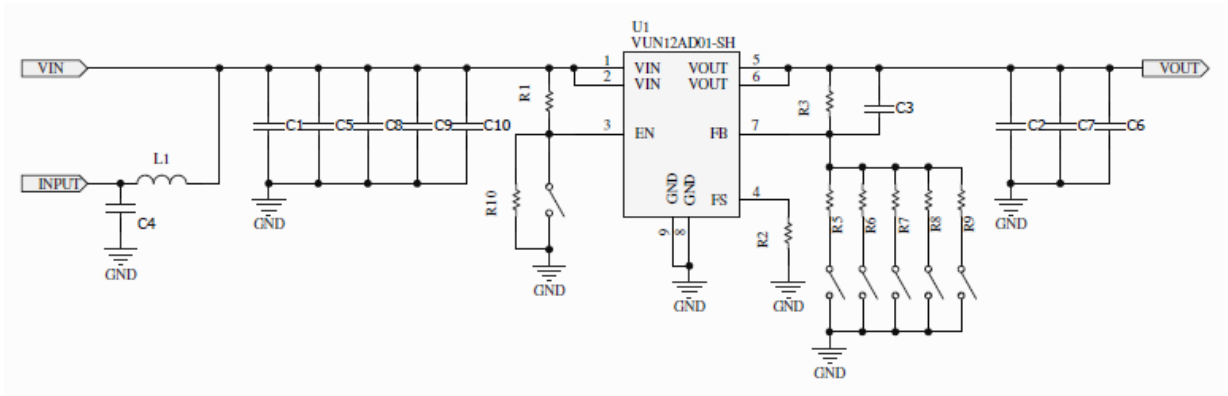 U1
VUN12AD01-SH
VIN
1
VIN
VOUT
5
VOUT
2
VIN
VOUT
6
R1
R3
C3
C1
C5
C8
C9
C10
3
EN
FB
7
C2
C7
C6
L1
INPUT
R10
GND
GND
FS
4
C4
GND
GND
9
8
R2
R5
R6
R7
R8
R9
GND
GND
GND
GND
GND
GND